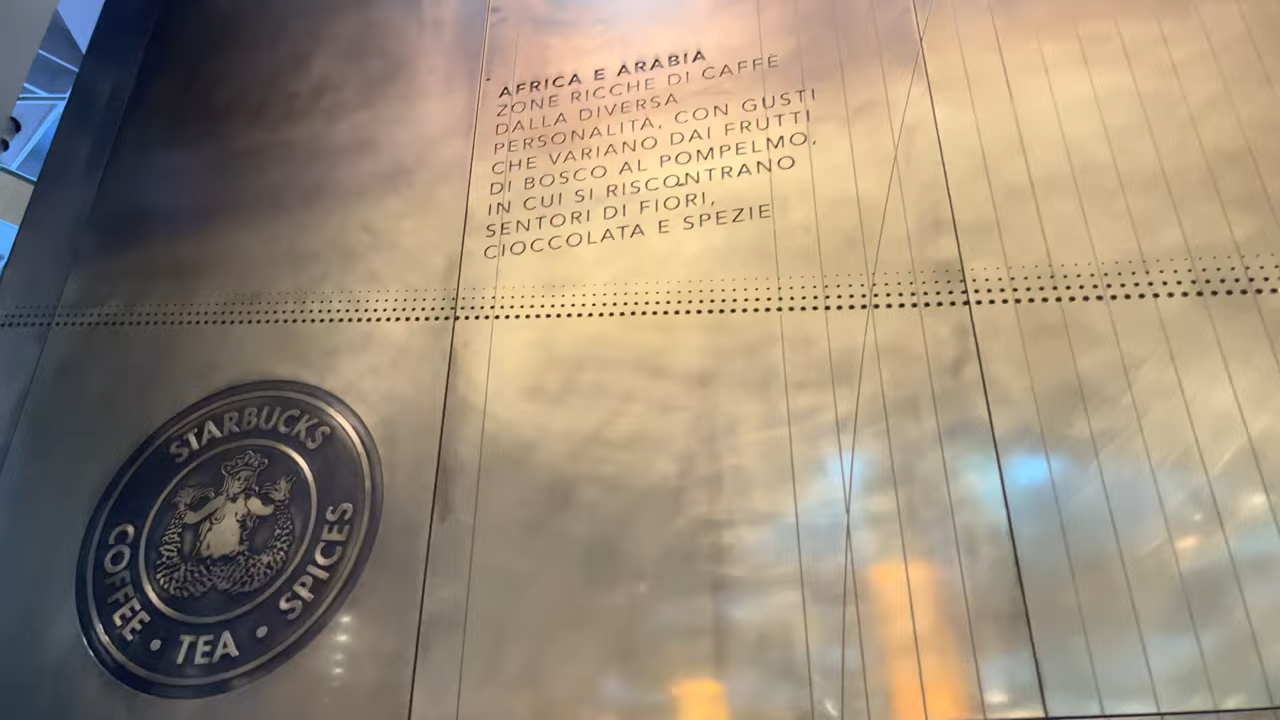 AFRICA E ARABIA
ZONE RICCHE DI CAFFÈ
DALLA DIVERSA
PERSONALITÀ, CON GUSTI
CHE VARIANO DAI FRUTTI
DI BOSCO AL POMPELMO,
IN CUI SI RISCONTRANO
SENTORI DI FIORI,
CIOCCOLATA E SPEZIE
STARBUCKS
COFFEE • TEA • SPICES